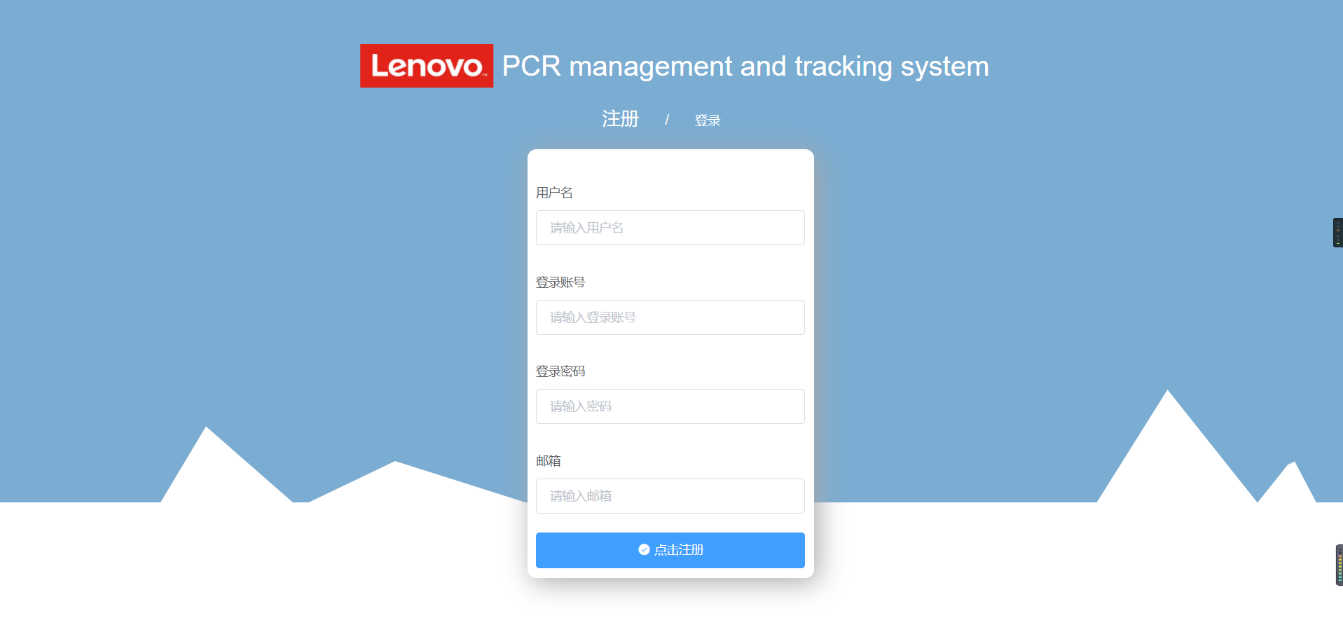 Lenovo™ PCR management and tracking system
注册 / 登录
用户名
请输入用户名
登录账号
请输入登录账号
登录密码
请输入密码
邮箱
请输入邮箱
点击注册